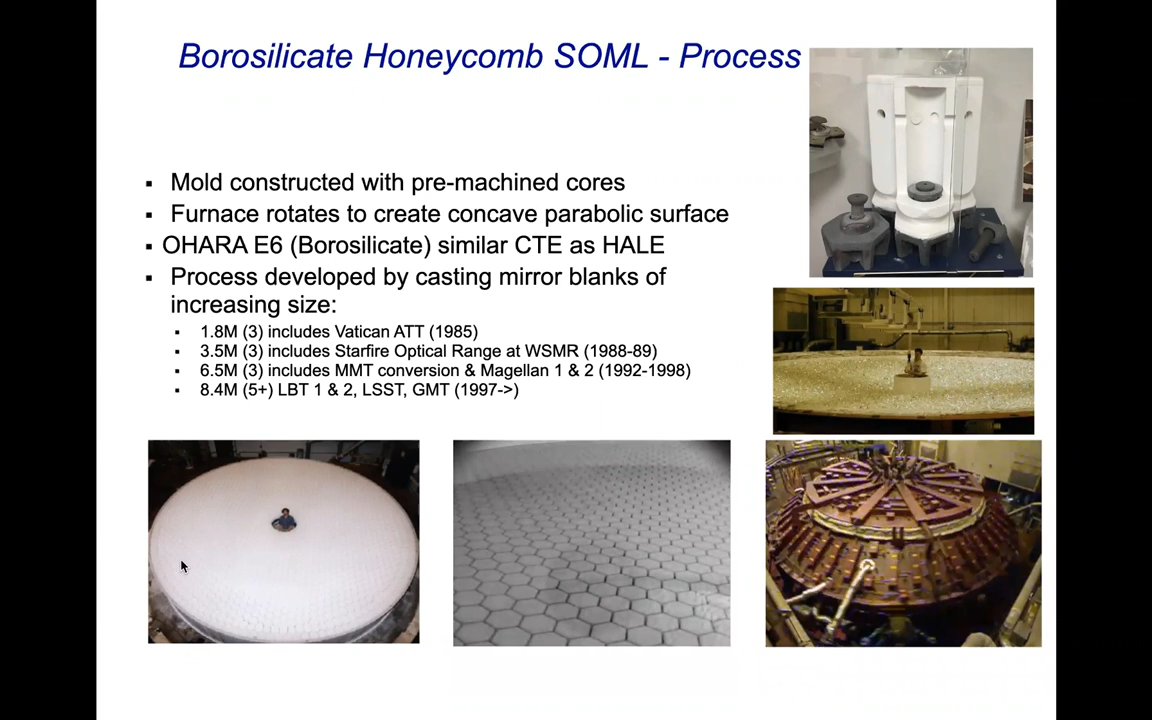 Borosilicate Honeycomb SOML - Process
▪ Mold constructed with pre-machined cores
▪ Furnace rotates to create concave parabolic surface
▪ OHARA E6 (Borosilicate) similar CTE as HALE
▪ Process developed by casting mirror blanks of
increasing size:
▪ 1.8M (3) includes Vatican ATT (1985)
▪ 3.5M (3) includes Starfire Optical Range at WSMR (1988-89)
▪ 6.5M (3) includes MMT conversion & Magellan 1 & 2 (1992-1998)
▪ 8.4M (5+) LBT 1 & 2, LSST, GMT (1997->)